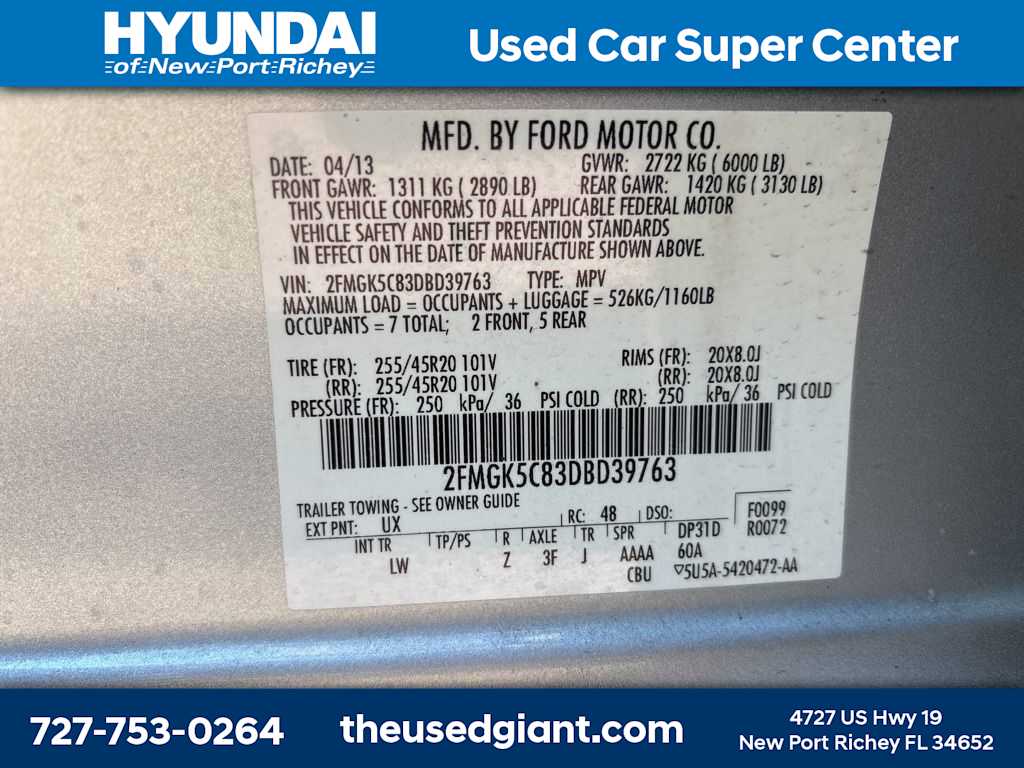 HYUNDAI
of New Port Richey
Used Car Super Center
MFD. BY FORD MOTOR CO.
DATE: 04/13 GVWR: 2722 KG ( 6000 LB)
FRONT GAWR: 1311 KG ( 2890 LB) REAR GAWR: 1420 KG ( 3130 LB)
THIS VEHICLE CONFORMS TO ALL APPLICABLE FEDERAL MOTOR
VEHICLE SAFETY AND THEFT PREVENTION STANDARDS
IN EFFECT ON THE DATE OF MANUFACTURE SHOWN ABOVE.
VIN: 2FMGK5C83DBD39763 TYPE: MPV
MAXIMUM LOAD = OCCUPANTS + LUGGAGE = 526KG/1160LB
OCCUPANTS = 7 TOTAL; 2 FRONT, 5 REAR
TIRE (FR): 255/45R20 101V RIMS (FR): 20X8.0J
(RR): 255/45R20 101V (RR): 20X8.0J
PRESSURE (FR): 250 kPa/ 36 PSI COLD (RR): 250 kPa/ 36 PSI COLD
2FMGK5C83DBD39763
TRAILER TOWING - SEE OWNER GUIDE
EXT PNT: UX RC: 48 DSO: F0099
R0072
INT TR TP/PS R AXLE TR SPR DP31D
LW Z 3F J AAAA 60A
CBU ▽5U5A-5420472-AA
727-753-0264
theusedgiant.com
4727 US Hwy 19
New Port Richey FL 34652